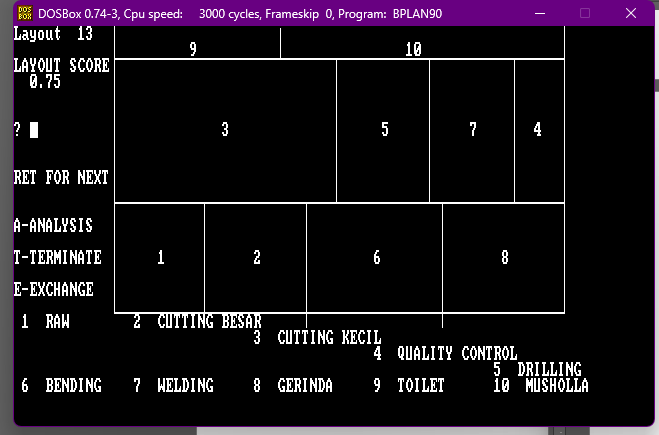 DOSBox 0.74-3, Cpu speed: 3000 cycles, Frameskip 0, Program: BPLAN90
Layout 13
9 10
LAYOUT SCORE
0.75
? 3 5 7 4
RET FOR NEXT
A-ANALYSIS
T-TERMINATE 1 2 6 8
E-EXCHANGE
1 RAW 2 CUTTING BESAR
3 CUTTING KECIL
4 QUALITY CONTROL
5 DRILLING
6 BENDING 7 WELDING 8 GERINDA 9 TOILET 10 MUSHOLLA